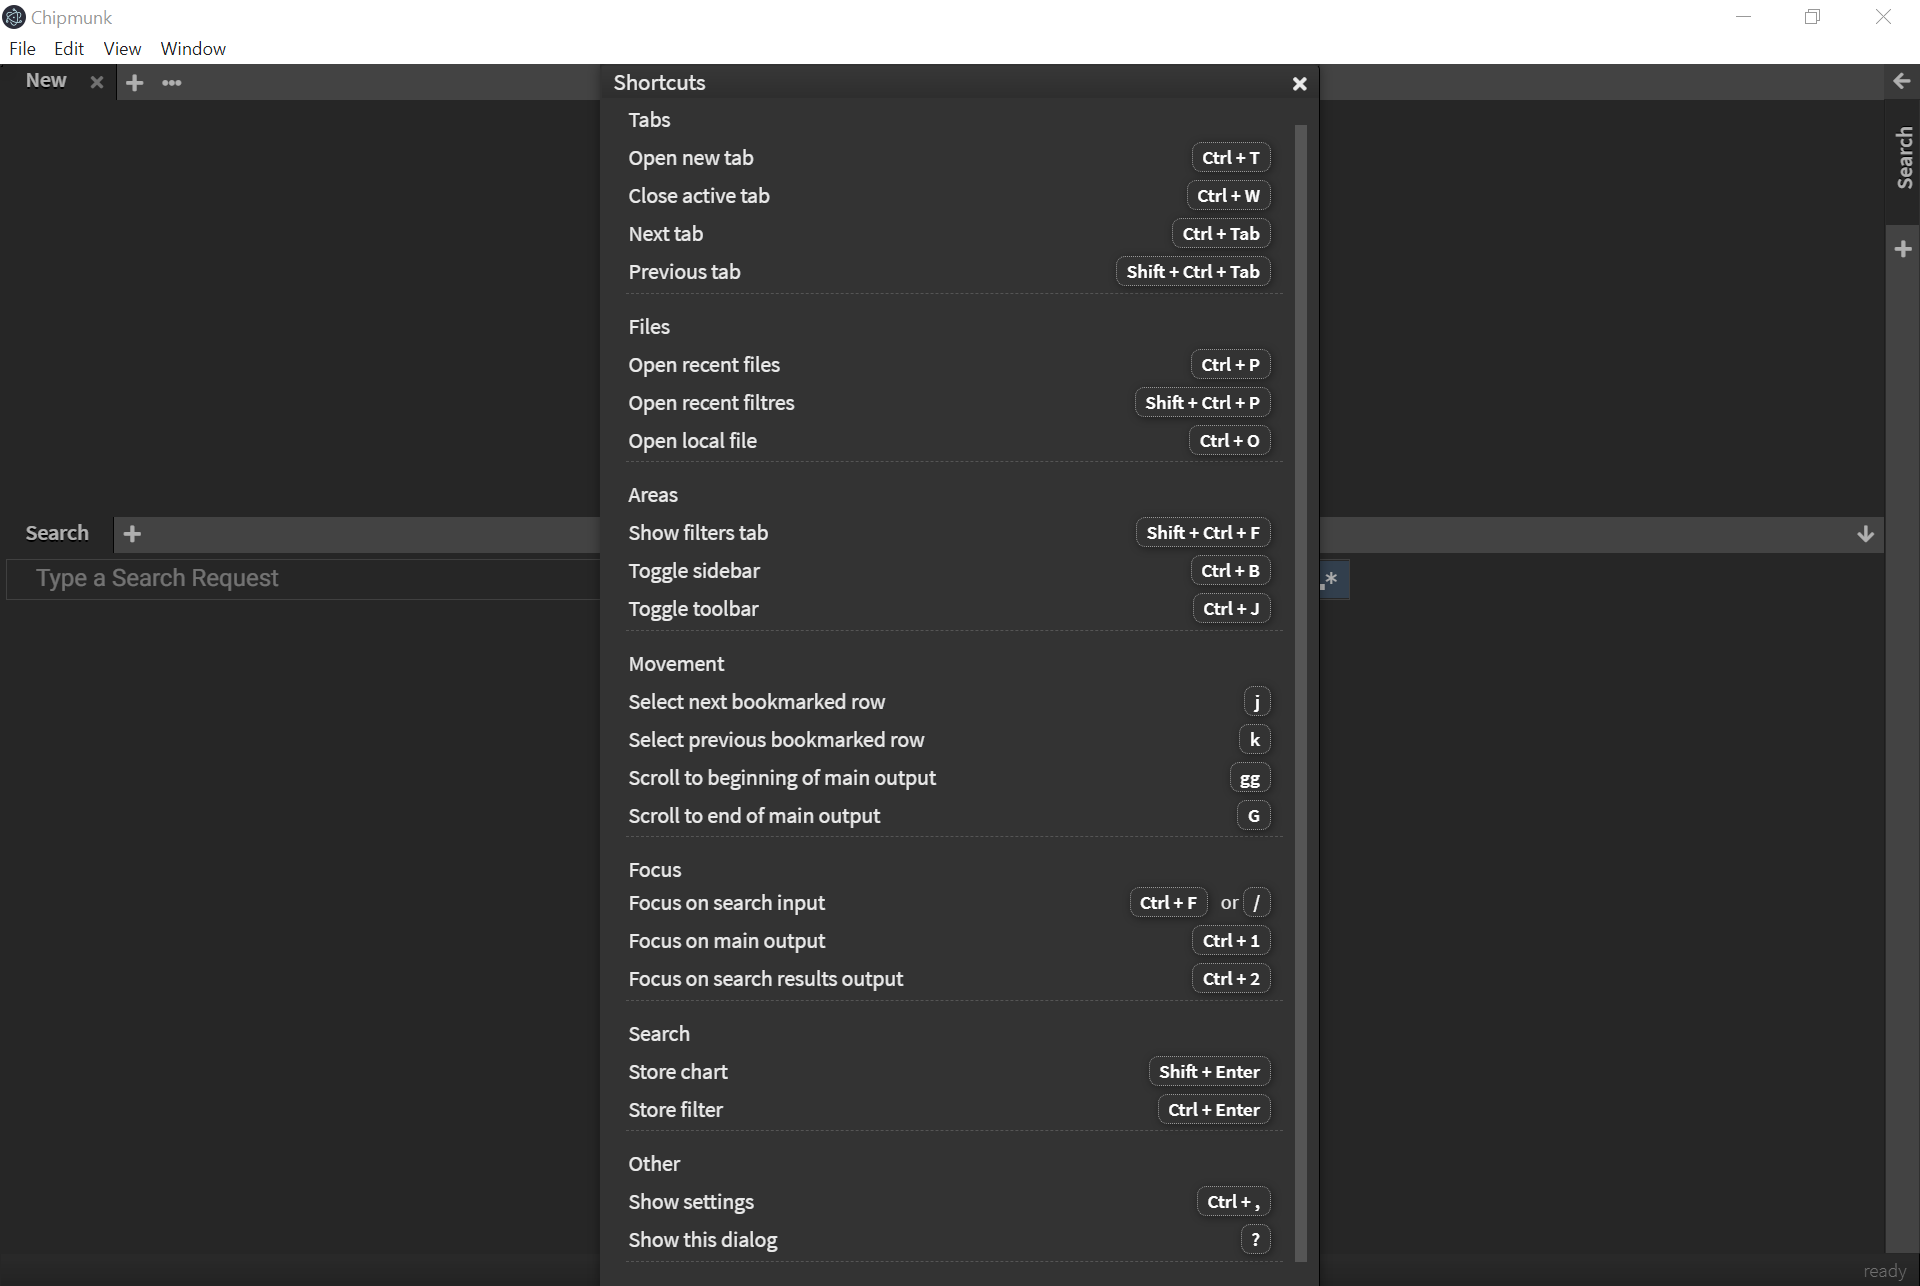 Chipmunk
File Edit View Window
New
Shortcuts
Tabs
Open new tab Ctrl + T
Close active tab Ctrl + W
Next tab Ctrl + Tab
Previous tab Shift + Ctrl + Tab
Files
Open recent files Ctrl + P
Open recent filtres Shift + Ctrl + P
Open local file Ctrl + O
Areas
Show filters tab Shift + Ctrl + F
Toggle sidebar Ctrl + B
Toggle toolbar Ctrl + J
Movement
Select next bookmarked row j
Select previous bookmarked row k
Scroll to beginning of main output gg
Scroll to end of main output G
Focus
Focus on search input Ctrl + F or /
Focus on main output Ctrl + 1
Focus on search results output Ctrl + 2
Search
Store chart Shift + Enter
Store filter Ctrl + Enter
Other
Show settings Ctrl + ,
Show this dialog ?
Search
Type a Search Request
.*
Search
ready